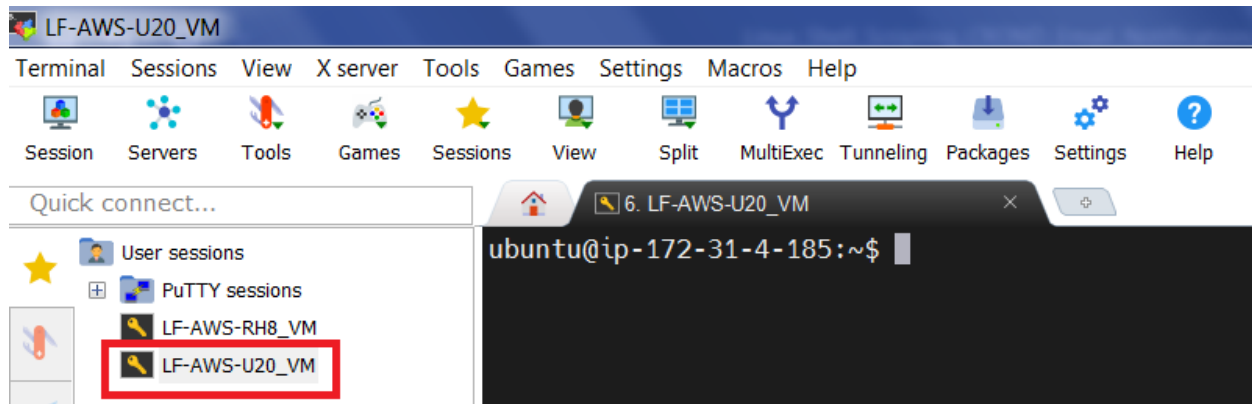 LF-AWS-U20_VM
Terminal Sessions View X server Tools Games Settings Macros Help
Session Servers Tools Games Sessions View Split MultiExec Tunneling Packages Settings Help
Quick connect...
6. LF-AWS-U20_VM
User sessions
PuTTY sessions
LF-AWS-RH8_VM
LF-AWS-U20_VM
ubuntu@ip-172-31-4-185:~$